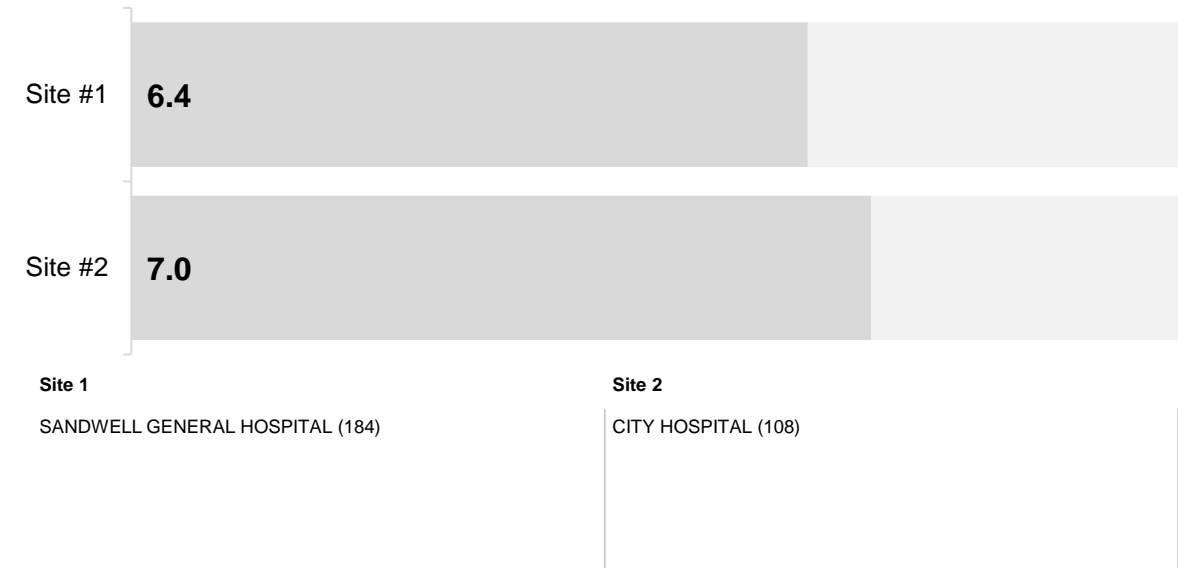 Site #1 6.4
Site #2 7.0
Site 1
SANDWELL GENERAL HOSPITAL (184)
Site 2
CITY HOSPITAL (108)